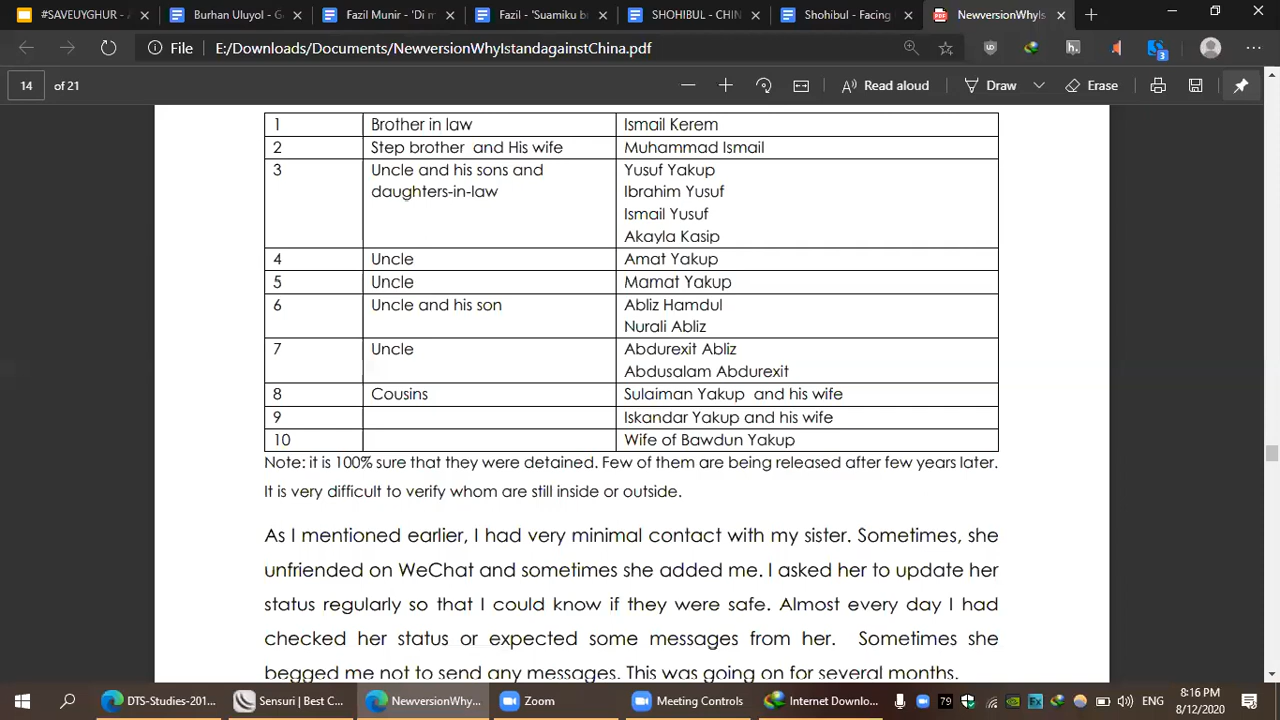 #SAVEUYGHUR -
Burhan Uluyol - G
Fazil Munir - 'Di m
Fazil - 'Suamiku b
SHOHIBUL - CHIN
Shohibul - Facing
NewversionWhyIs
File E:/Downloads/Documents/NewversionWhyIstandagainstChina.pdf
14 of 21 Read aloud Draw Erase
1 Brother in law Ismail Kerem
2 Step brother and His wife Muhammad Ismail
3 Uncle and his sons and Yusuf Yakup
daughters-in-law Ibrahim Yusuf
Ismail Yusuf
Akayla Kasip
4 Uncle Amat Yakup
5 Uncle Mamat Yakup
6 Uncle and his son Abliz Hamdul
Nurali Abliz
7 Uncle Abdurexit Abliz
Abdusalam Abdurexit
8 Cousins Sulaiman Yakup and his wife
9 Iskandar Yakup and his wife
10 Wife of Bawdun Yakup
Note: it is 100% sure that they were detained. Few of them are being released after few years later.
It is very difficult to verify whom are still inside or outside.
As I mentioned earlier, I had very minimal contact with my sister. Sometimes, she
unfriended on WeChat and sometimes she added me. I asked her to update her
status regularly so that I could know if they were safe. Almost every day I had
checked her status or expected some messages from her. Sometimes she
begged me not to send any messages. This was going on for several months.
DTS-Studies-201...
Sensuri | Best C...
NewversionWhy...
Zoom
Meeting Controls
Internet Downlo...
79
ENG
8:16 PM
8/12/2020